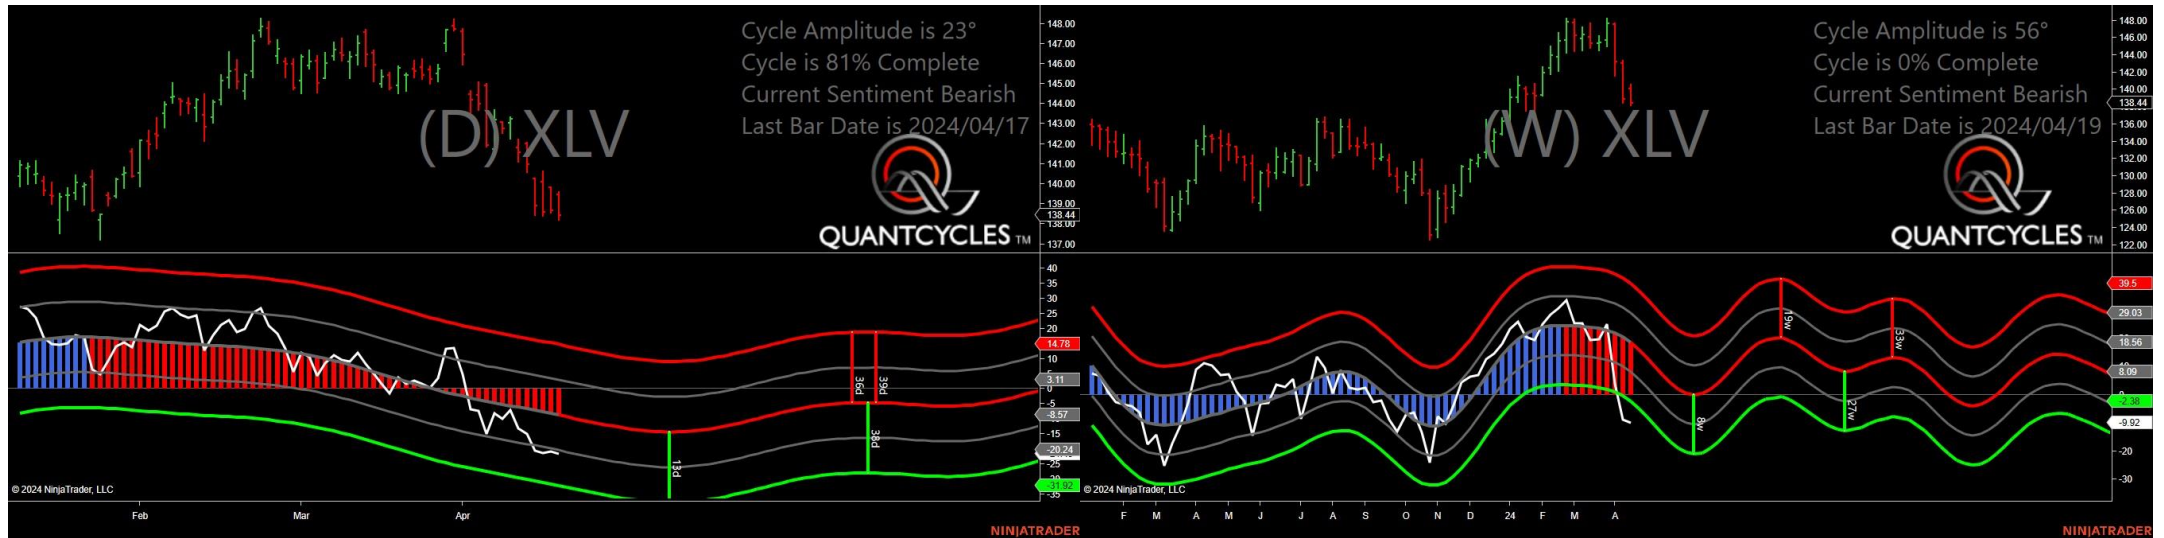 Cycle Amplitude is 23°
Cycle is 81% Complete
Current Sentiment Bearish
Last Bar Date is 2024/04/17
(D) XLV
QUANTCYCLES TM
148.00
147.00
146.00
145.00
144.00
143.00
142.00
141.00
140.00
139.00
138.44
138.00
137.00
40
35
30
25
20
14.78
10
3.11
0
-5
-8.57
-15
-20.24
-25
-31.92
-35
13d
36d
39d
38d
© 2024 NinjaTrader, LLC
Feb Mar Apr
NINJATRADER
Cycle Amplitude is 56°
Cycle is 0% Complete
Current Sentiment Bearish
Last Bar Date is 2024/04/19
(W) XLV
QUANTCYCLES TM
148.00
146.00
144.00
142.00
140.00
138.44
136.00
134.00
132.00
130.00
128.00
126.00
124.00
122.00
39.5
29.03
18.56
8.09
0
-2.38
-9.92
-20
-30
8w
19w
27w
33w
© 2024 NinjaTrader, LLC
F M A M J J A S O N D 24 F M A
NINJATRADER